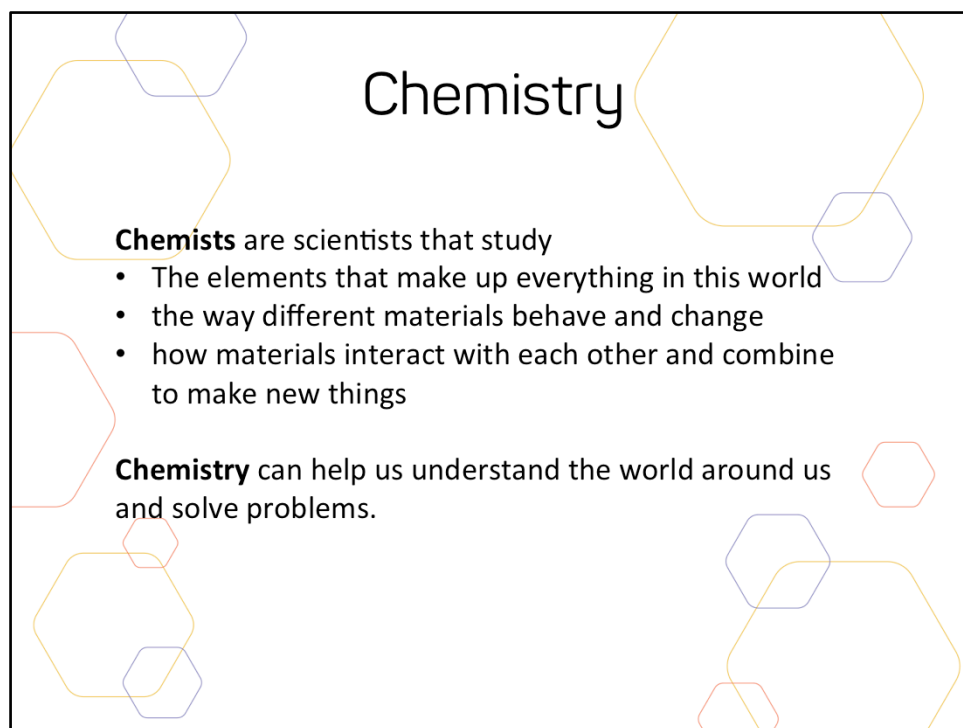 Chemistry
Chemists are scientists that study
• The elements that make up everything in this world
• the way different materials behave and change
• how materials interact with each other and combine
to make new things
Chemistry can help us understand the world around us
and solve problems.